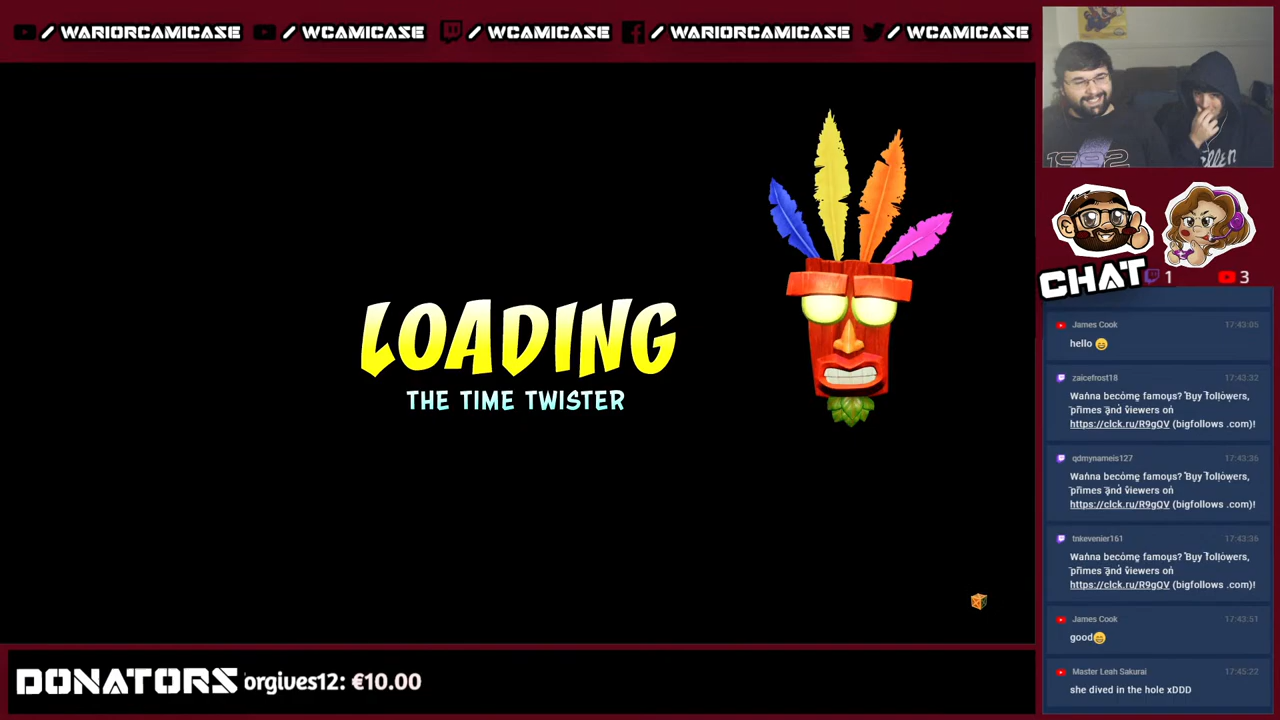 / WARIORCAMICASE / WCAMICASE / WCAMICASE / WARIORCAMICASE / WCAMICASE
1992
LOADING
THE TIME TWISTER
CHAT 1 3
James Cook 17:43:05
hello 😄
zaicefrost18 17:43:32
Wanna become famous? Buy followers,
primes and viewers on
https://clck.ru/R9gQV (bigfollows .com)!
qdmynameis127 17:43:36
Wanna become famous? Buy followers,
primes and viewers on
https://clck.ru/R9gQV (bigfollows .com)!
tnkevenier161 17:43:36
Wanna become famous? Buy followers,
primes and viewers on
https://clck.ru/R9gQV (bigfollows .com)!
James Cook 17:43:51
good😄
Master Leah Sakurai 17:45:22
she dived in the hole xDDD
DONATORS orgives12: €10.00